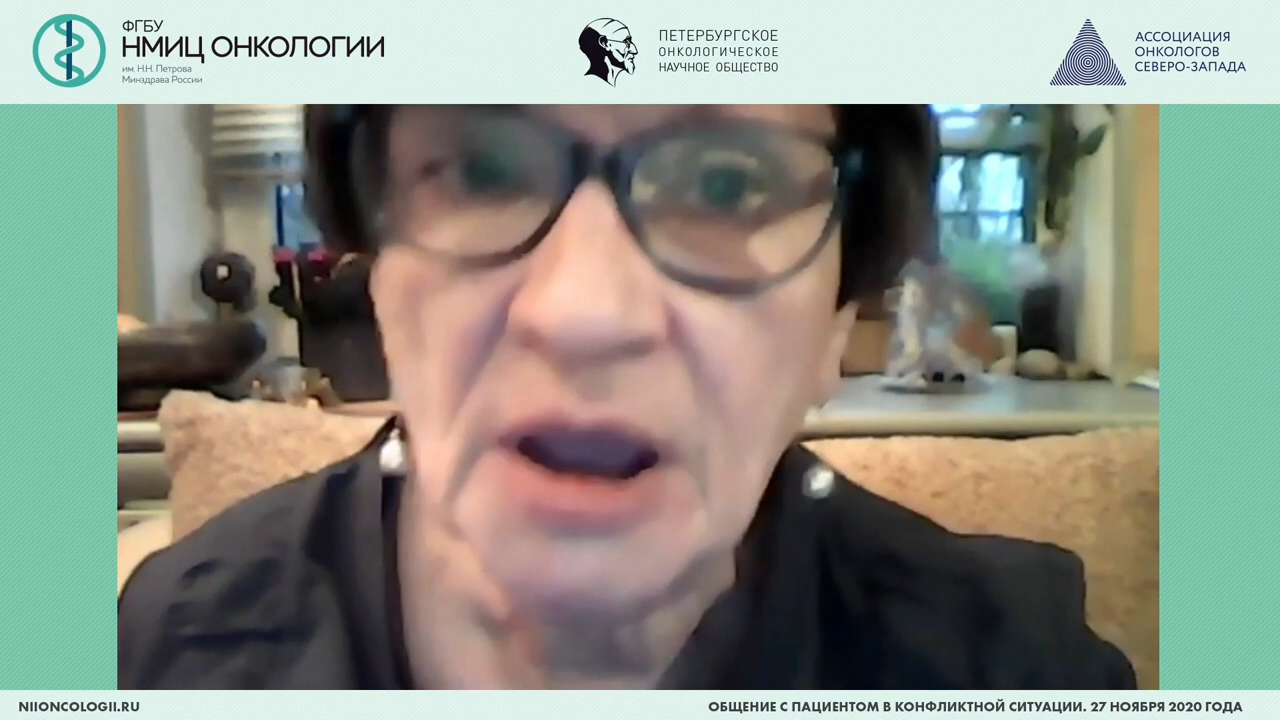 ФГБУ
НМИЦ ОНКОЛОГИИ
им. Н.Н. Петрова
Минздрава России
ПЕТЕРБУРГСКОЕ
ОНКОЛОГИЧЕСКОЕ
НАУЧНОЕ ОБЩЕСТВО
АССОЦИАЦИЯ
ОНКОЛОГОВ
СЕВЕРО-ЗАПАДА
NIIONCOLOGII.RU
ОБЩЕНИЕ С ПАЦИЕНТОМ В КОНФЛИКТНОЙ СИТУАЦИИ. 27 НОЯБРЯ 2020 ГОДА